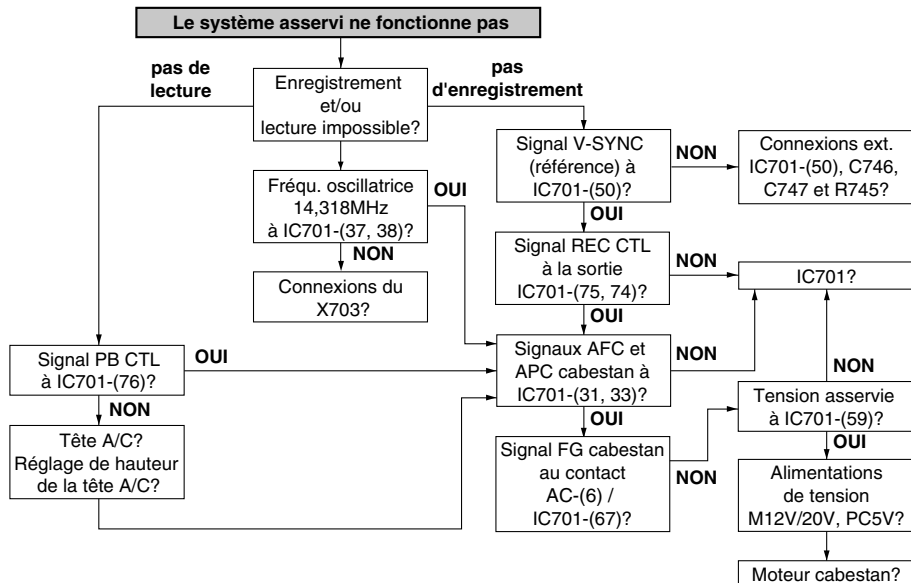 Le système asservi ne fonctionne pas
pas de
lecture
Enregistrement
et/ou
lecture impossible?
pas
d'enregistrement
Signal V-SYNC
(référence) à
IC701-(50)?
NON
Connexions ext.
IC701-(50), C746,
C747 et R745?
Fréqu. oscillatrice
14,318MHz
à IC701-(37, 38)?
OUI
OUI
NON
Signal REC CTL
à la sortie
IC701-(75, 74)?
NON
IC701?
Connexions du
X703?
OUI
Signal PB CTL
à IC701-(76)?
OUI
Signaux AFC et
APC cabestan à
IC701-(31, 33)?
NON
NON
Tension asservie
à IC701-(59)?
NON
OUI
OUI
Tête A/C?
Réglage de hauteur
de la tête A/C?
Signal FG cabestan
au contact
AC-(6) /
IC701-(67)?
NON
Alimentations
de tension
M12V/20V, PC5V?
Moteur cabestan?